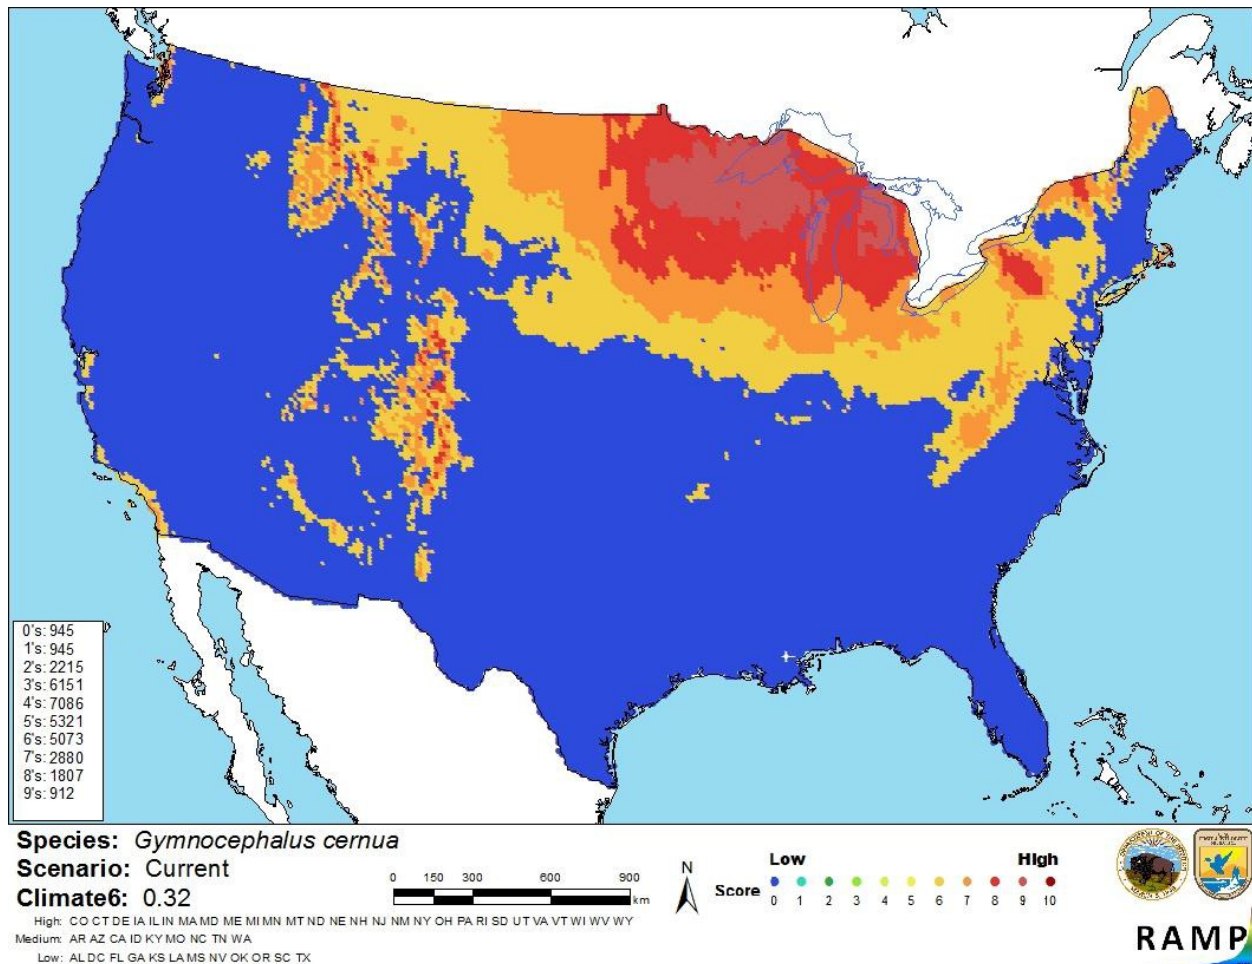 0's: 945
1's: 945
2's: 2215
3's: 6151
4's: 7086
5's: 5321
6's: 5073
7's: 2880
8's: 1807
9's: 912
Species: Gymnocephalus cernua
Scenario: Current
Climate6: 0.32
0 150 300 600 900
km
N
Low High
Score 0 1 2 3 4 5 6 7 8 9 10
High: CO CT DE IA IL IN MA MD ME MI MN MT ND NE NH NJ NM NY OH PA RI SD UT VA VT WI WV WY
Medium: AR AZ CA ID KY MO NC TN WA
Low: AL DC FL GA KS LA MS NV OK OR SC TX
RAMP